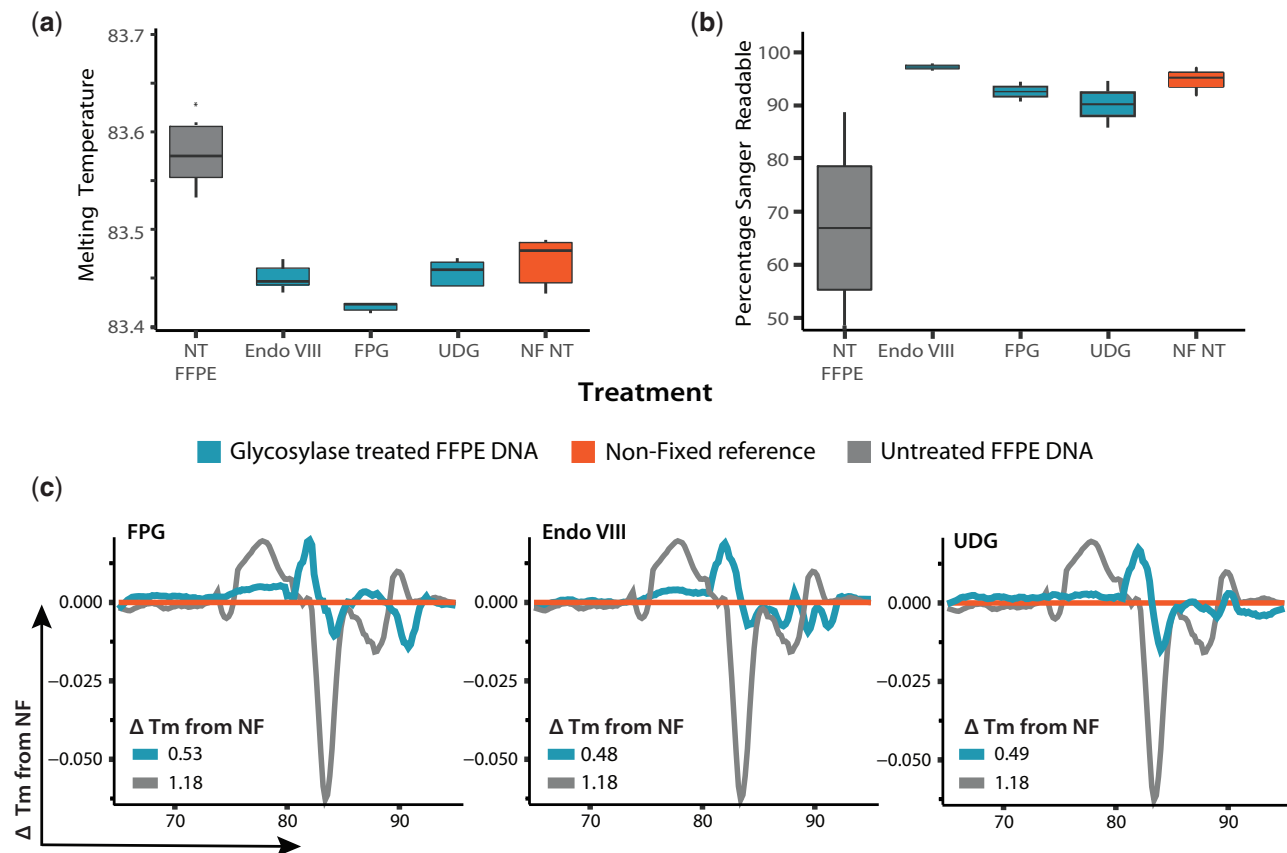 (a)
83.7
83.6
83.5
83.4
Melting Temperature
NT
FFPE
Endo VIII
FPG
UDG
NF NT
(b)
100
90
80
70
60
50
Percentage Sanger Readable
NT
FFPE
Endo VIII
FPG
UDG
NF NT
Treatment
Glycosylase treated FFPE DNA
Non-Fixed reference
Untreated FFPE DNA
(c)
Δ Tm from NF
FPG
0.000
−0.025
−0.050
Δ Tm from NF
0.53
1.18
70 80 90
Endo VIII
0.000
−0.025
−0.050
Δ Tm from NF
0.48
1.18
70 80 90
UDG
0.000
−0.025
−0.050
Δ Tm from NF
0.49
1.18
70 80 90